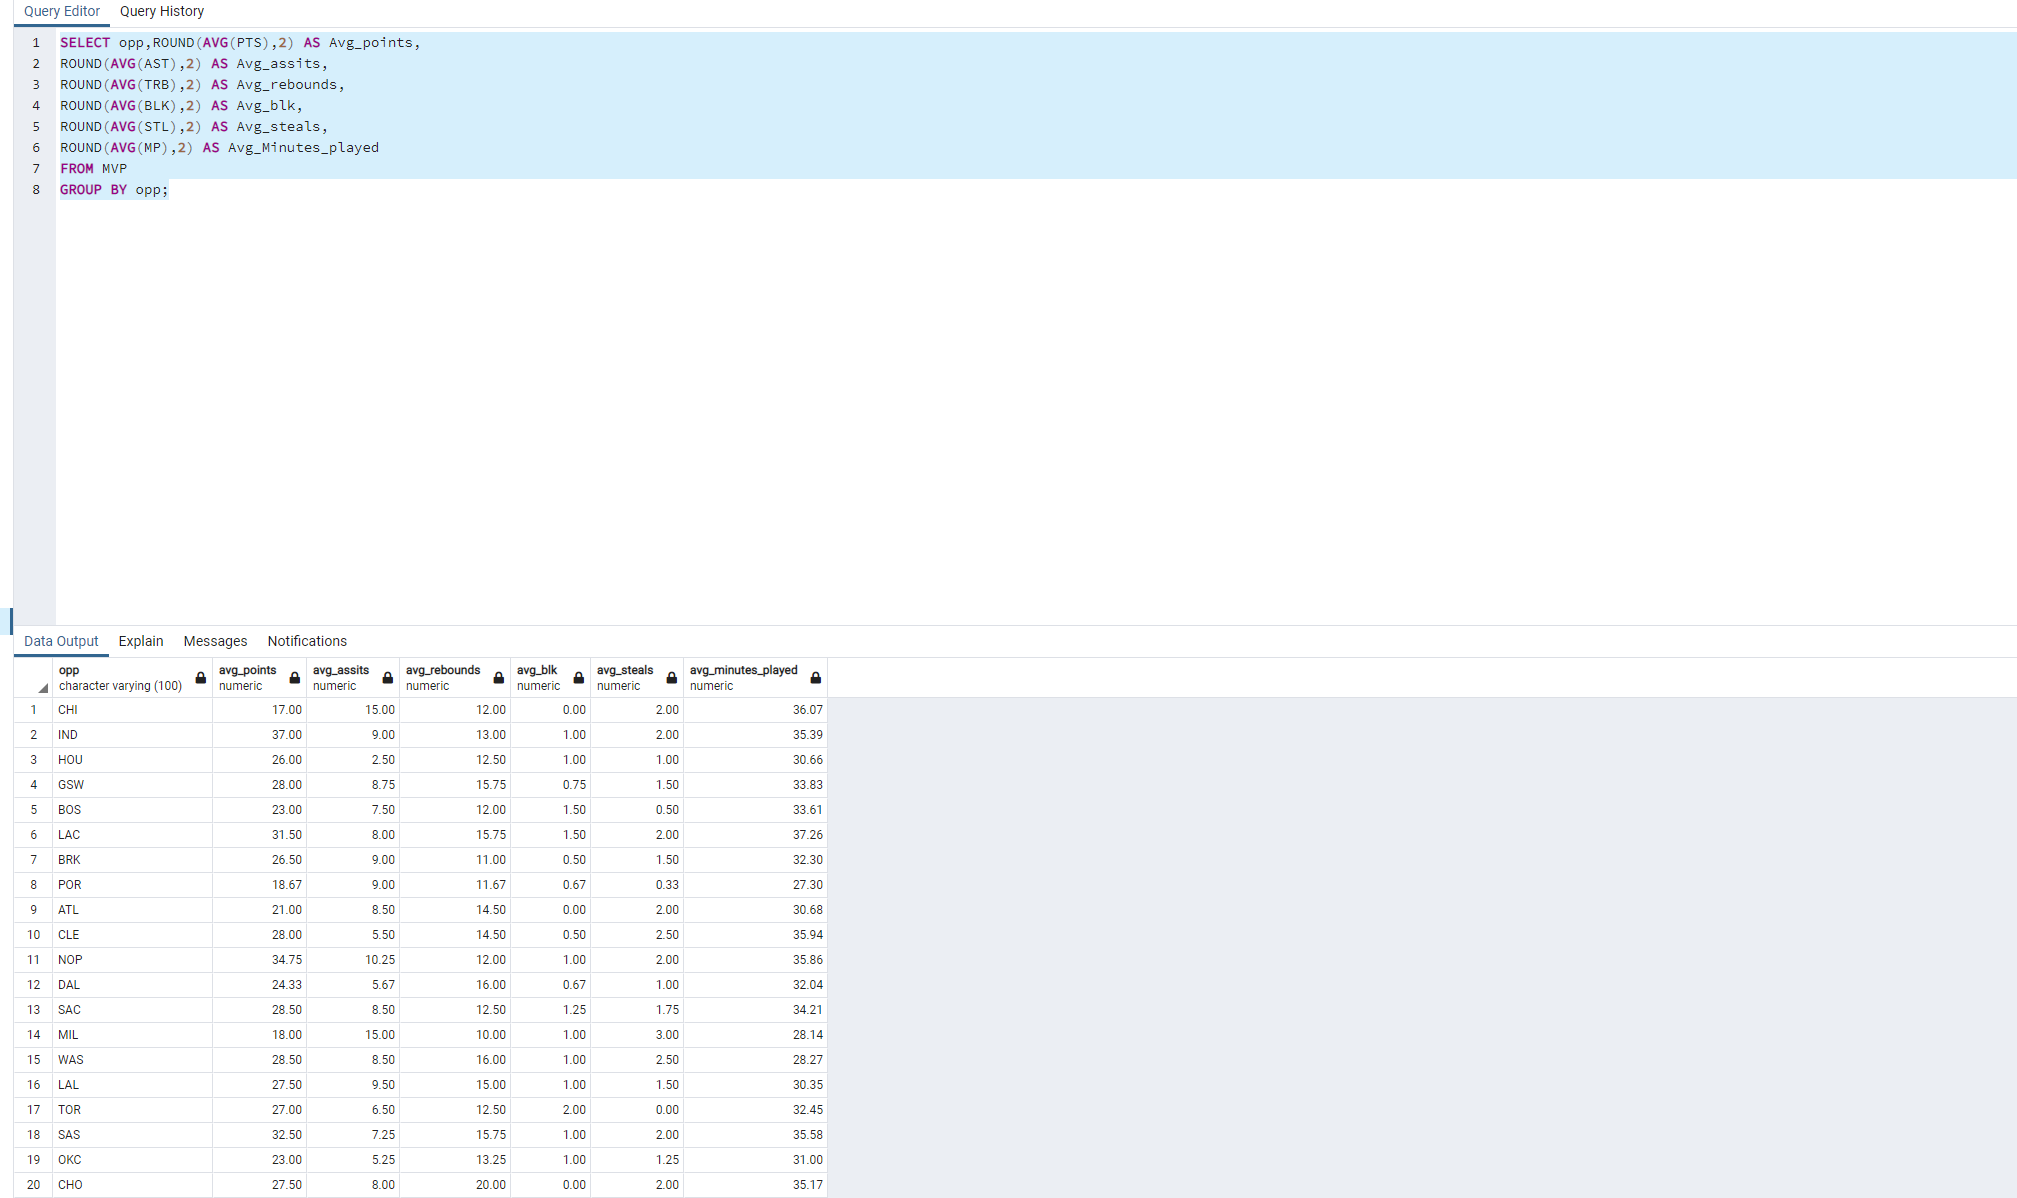 Query Editor Query History
1 SELECT opp,ROUND(AVG(PTS),2) AS Avg_points,
2 ROUND(AVG(AST),2) AS Avg_assits,
3 ROUND(AVG(TRB),2) AS Avg_rebounds,
4 ROUND(AVG(BLK),2) AS Avg_blk,
5 ROUND(AVG(STL),2) AS Avg_steals,
6 ROUND(AVG(MP),2) AS Avg_Minutes_played
7 FROM MVP
8 GROUP BY opp;
Data Output Explain Messages Notifications
opp avg_points avg_assits avg_rebounds avg_blk avg_steals avg_minutes_played
character varying (100) numeric numeric numeric numeric numeric numeric
1 CHI 17.00 15.00 12.00 0.00 2.00 36.07
2 IND 37.00 9.00 13.00 1.00 2.00 35.39
3 HOU 26.00 2.50 12.50 1.00 1.00 30.66
4 GSW 28.00 8.75 15.75 0.75 1.50 33.83
5 BOS 23.00 7.50 12.00 1.50 0.50 33.61
6 LAC 31.50 8.00 15.75 1.50 2.00 37.26
7 BRK 26.50 9.00 11.00 0.50 1.50 32.30
8 POR 18.67 9.00 11.67 0.67 0.33 27.30
9 ATL 21.00 8.50 14.50 0.00 2.00 30.68
10 CLE 28.00 5.50 14.50 0.50 2.50 35.94
11 NOP 34.75 10.25 12.00 1.00 2.00 35.86
12 DAL 24.33 5.67 16.00 0.67 1.00 32.04
13 SAC 28.50 8.50 12.50 1.25 1.75 34.21
14 MIL 18.00 15.00 10.00 1.00 3.00 28.14
15 WAS 28.50 8.50 16.00 1.00 2.50 28.27
16 LAL 27.50 9.50 15.00 1.00 1.50 30.35
17 TOR 27.00 6.50 12.50 2.00 0.00 32.45
18 SAS 32.50 7.25 15.75 1.00 2.00 35.58
19 OKC 23.00 5.25 13.25 1.00 1.25 31.00
20 CHO 27.50 8.00 20.00 0.00 2.00 35.17